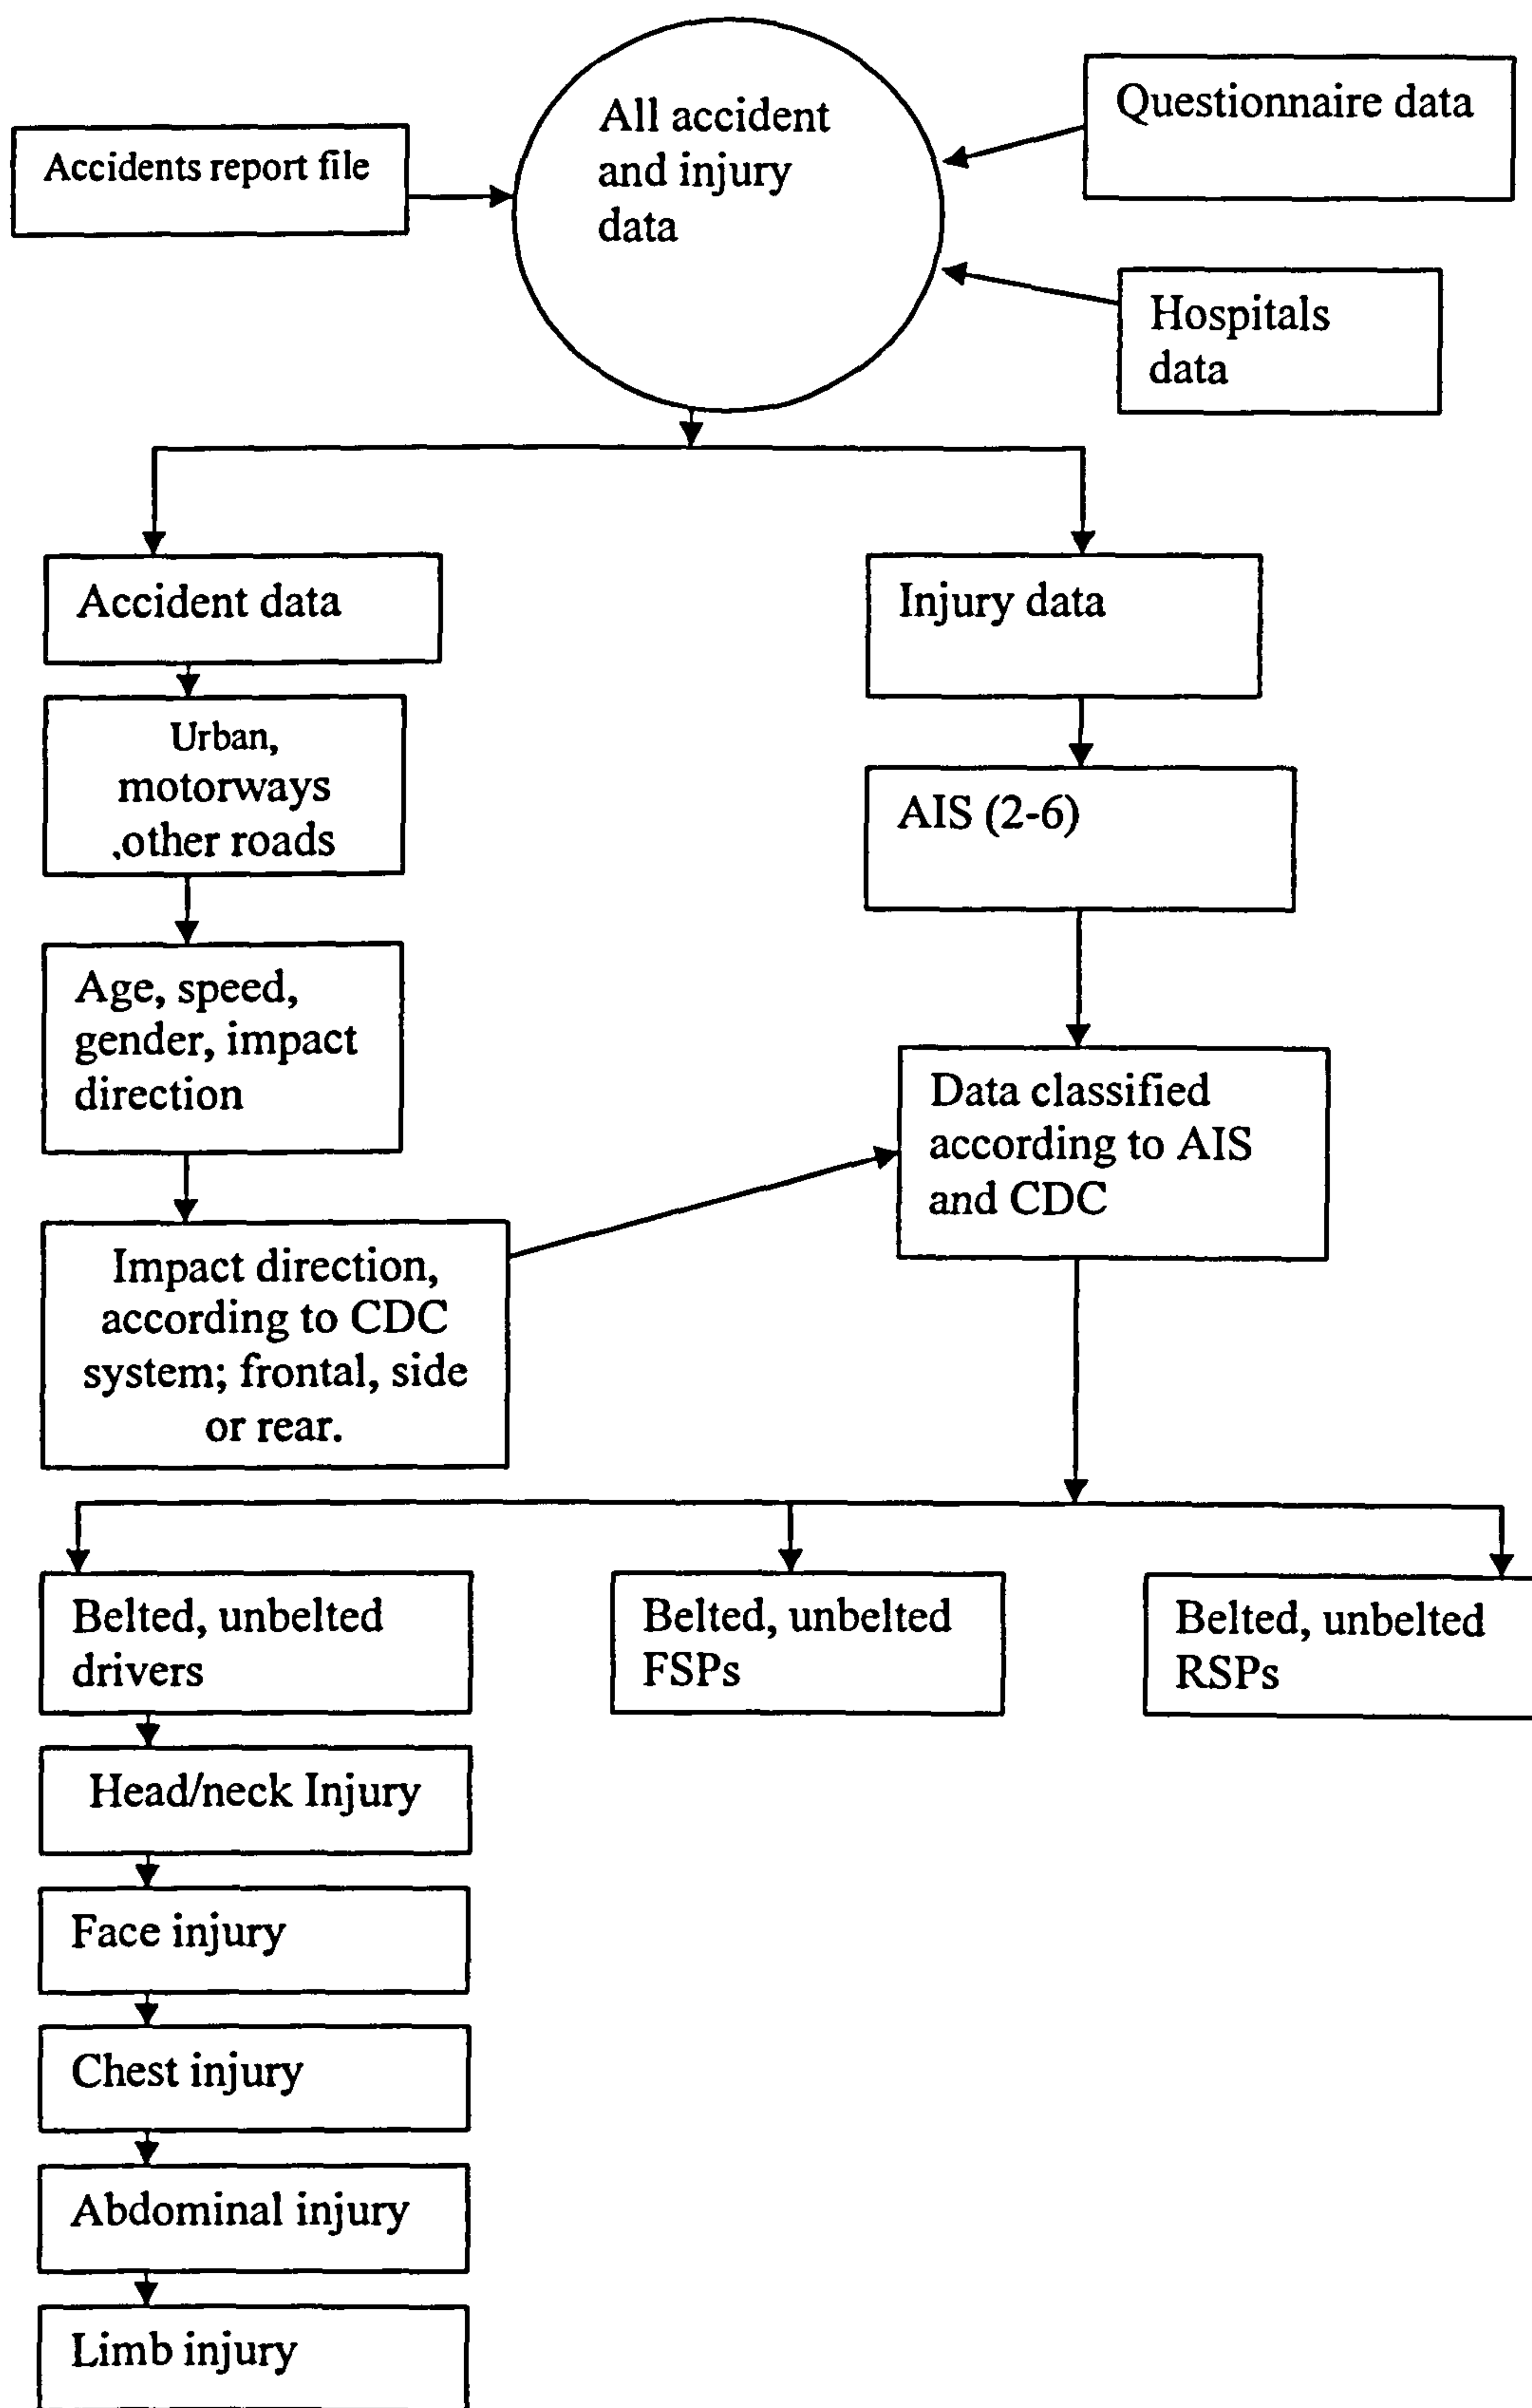 All accident
and injury
data
Accidents report file
Questionnaire data
Hospitals
data
Accident data
Injury data
Urban,
motorways
.other roads
AIS (2-6)
Age, speed,
gender, impact
direction
Data classified
according to AIS
and CDC
Impact direction,
according to CDC
system; frontal, side
or rear.
Belted, unbelted
drivers
Belted, unbelted
FSPs
Belted, unbelted
RSPs
Head/neck Injury
Face injury
Chest injury
Abdominal injury
Limb injury